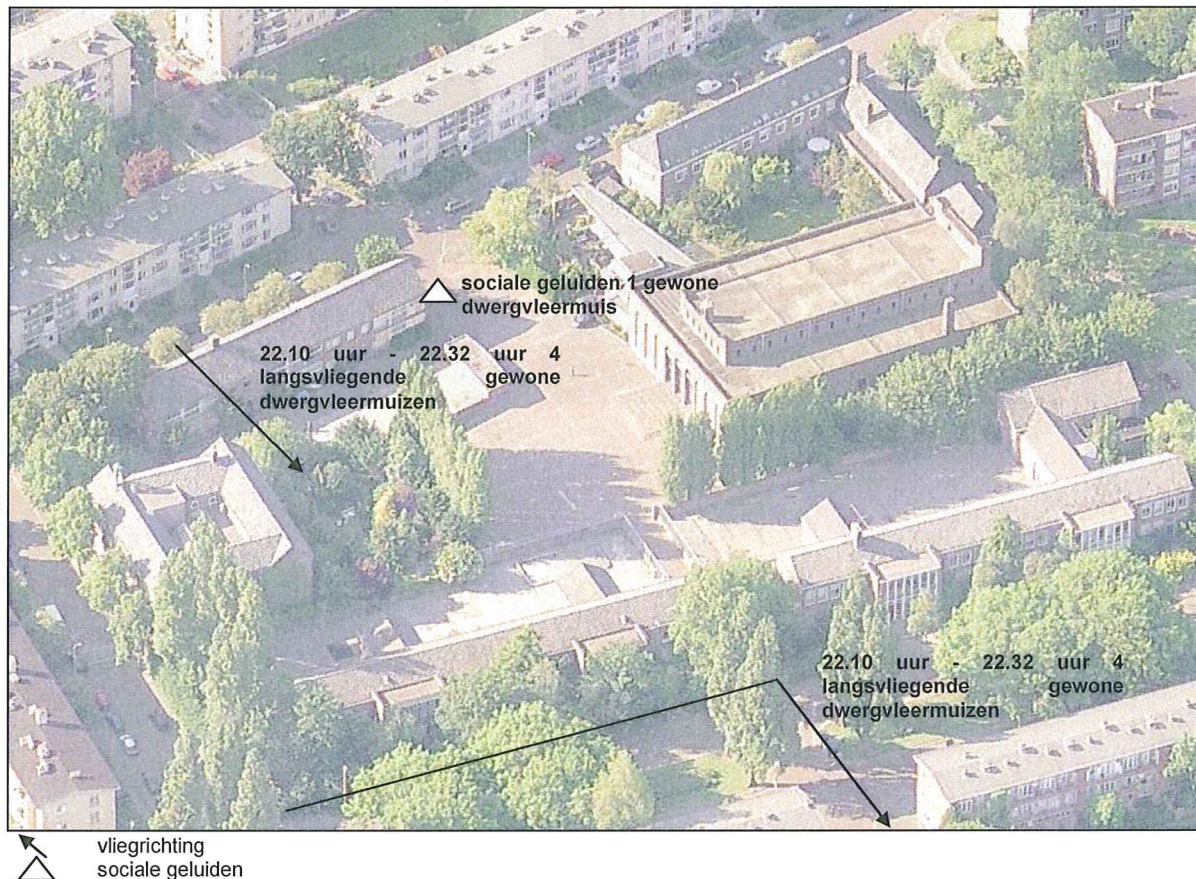 sociale geluiden 1 gewone
dwergvleermuis
22.10 uur - 22.32 uur 4
langsvliegende gewone
dwergvleermuizen
22.10 uur - 22.32 uur 4
langsvliegende gewone
dwergvleermuizen
vliegrichting
sociale geluiden